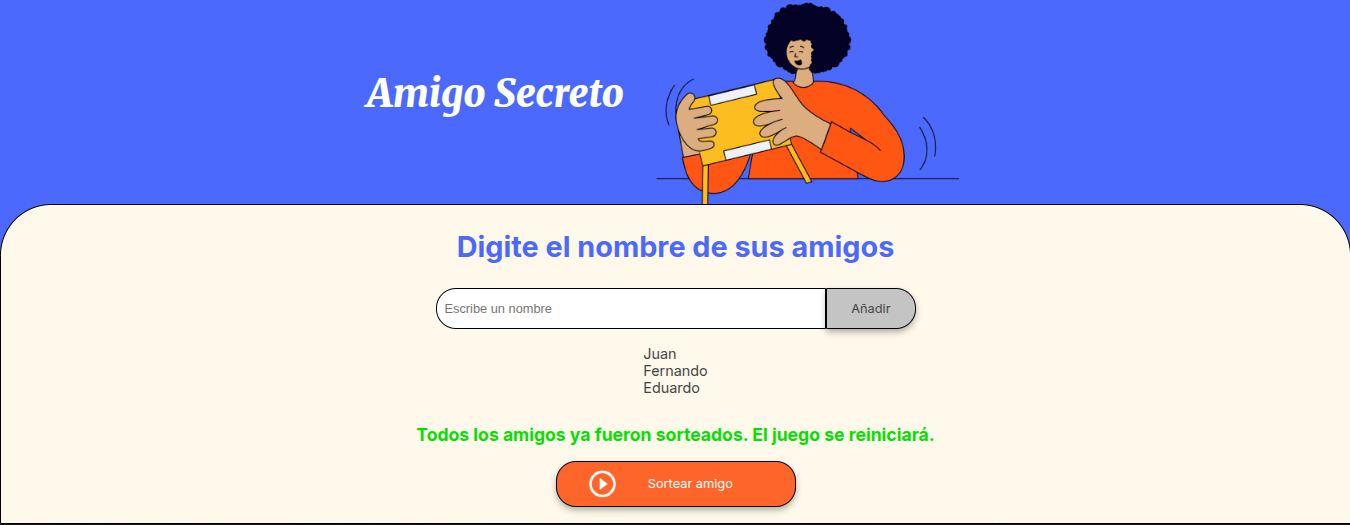 Amigo Secreto
Digite el nombre de sus amigos
Escribe un nombre
Añadir
Juan
Fernando
Eduardo
Todos los amigos ya fueron sorteados. El juego se reiniciará.
Sortear amigo